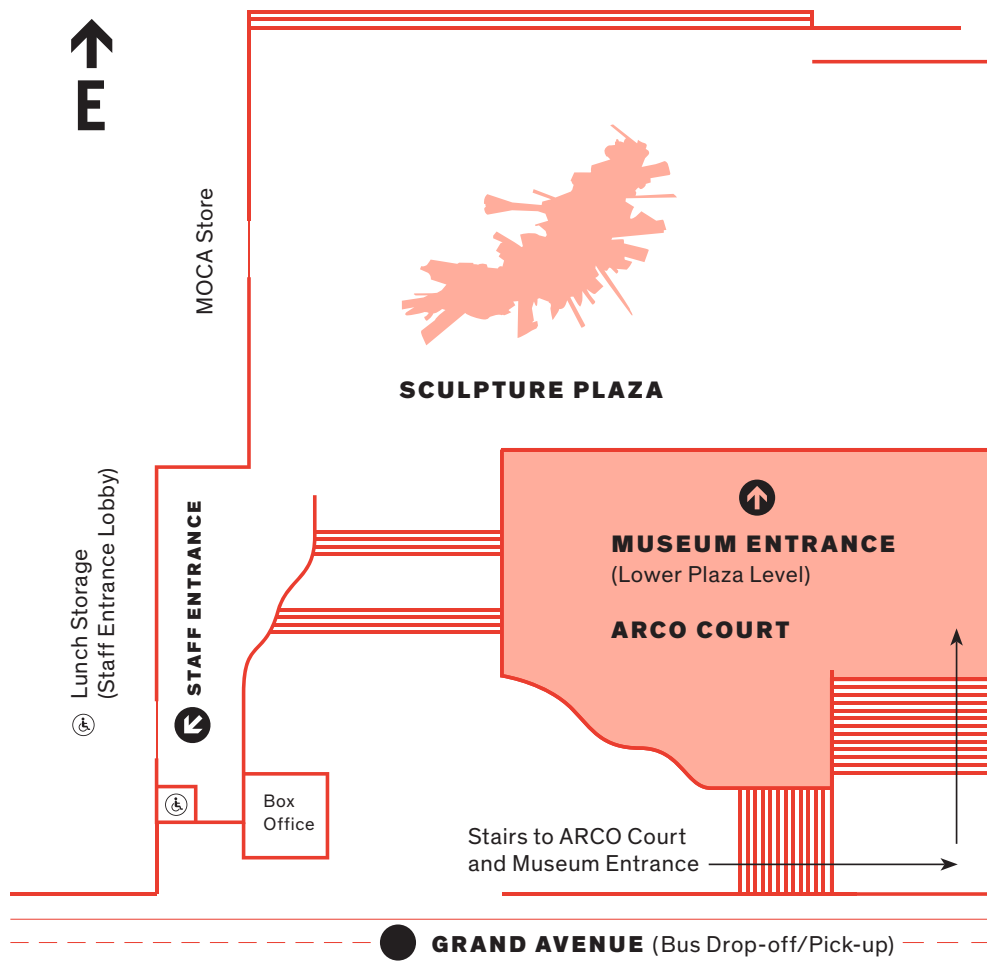 E
MOCA Store
SCULPTURE PLAZA
Lunch Storage
(Staff Entrance Lobby)
STAFF ENTRANCE
MUSEUM ENTRANCE
(Lower Plaza Level)
ARCO COURT
Box
Office
Stairs to ARCO Court
and Museum Entrance
GRAND AVENUE (Bus Drop-off/Pick-up)